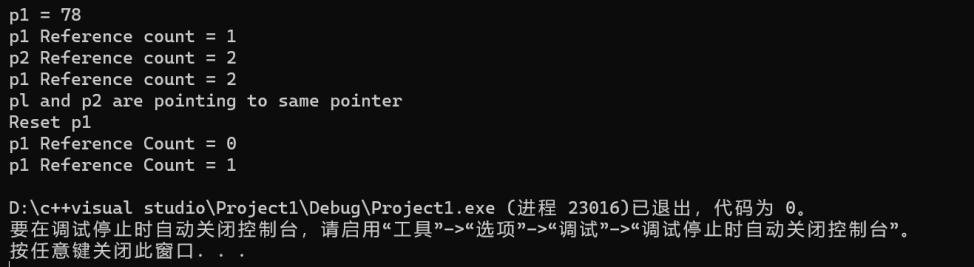 p1 = 78
p1 Reference count = 1
p2 Reference count = 2
p1 Reference count = 2
pl and p2 are pointing to same pointer
Reset p1
p1 Reference Count = 0
p1 Reference Count = 1
D:\c++visual studio\Project1\Debug\Project1.exe (进程 23016)已退出，代码为 0。
要在调试停止时自动关闭控制台，请启用“工具”->“选项”->“调试”->“调试停止时自动关闭控制台”。
按任意键关闭此窗口. . .